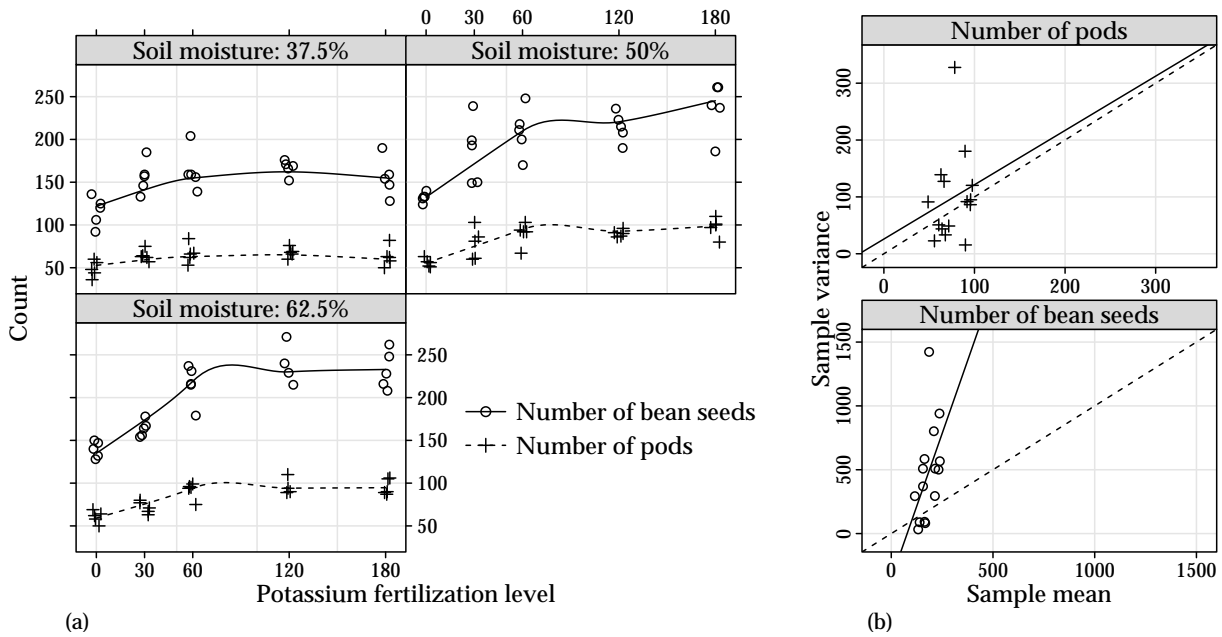 0 30 60 120 180
Soil moisture: 37.5%
Soil moisture: 50%
250
200
150
100
50
Count
Soil moisture: 62.5%
250
200
150
100
50
Number of bean seeds
Number of pods
0 30 60 120 180
Potassium fertilization level
(a)
Number of pods
300
200
100
0
0 100 200 300
Sample variance
Number of bean seeds
1500
1000
500
0
0 500 1000 1500
Sample mean
(b)